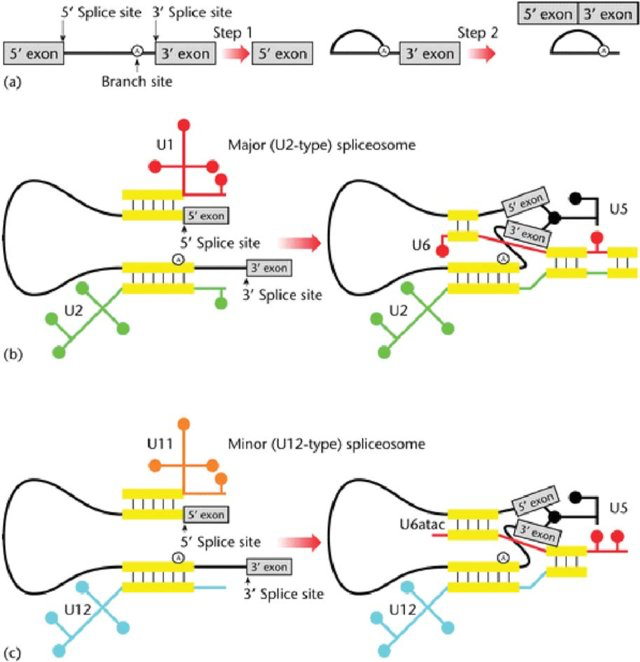 5′ Splice site
3′ Splice site
5′ exon
A
3′ exon
Branch site
Step 1
5′ exon
A
3′ exon
Step 2
5′ exon
3′ exon
A
(a)
U1
Major (U2-type) spliceosome
5′ exon
5′ Splice site
A
3′ exon
3′ Splice site
U2
5′ exon
U5
3′ exon
U6
A
U2
(b)
U11
Minor (U12-type) spliceosome
5′ exon
5′ Splice site
A
3′ exon
3′ Splice site
U12
5′ exon
U5
U6atac
3′ exon
A
U12
(c)